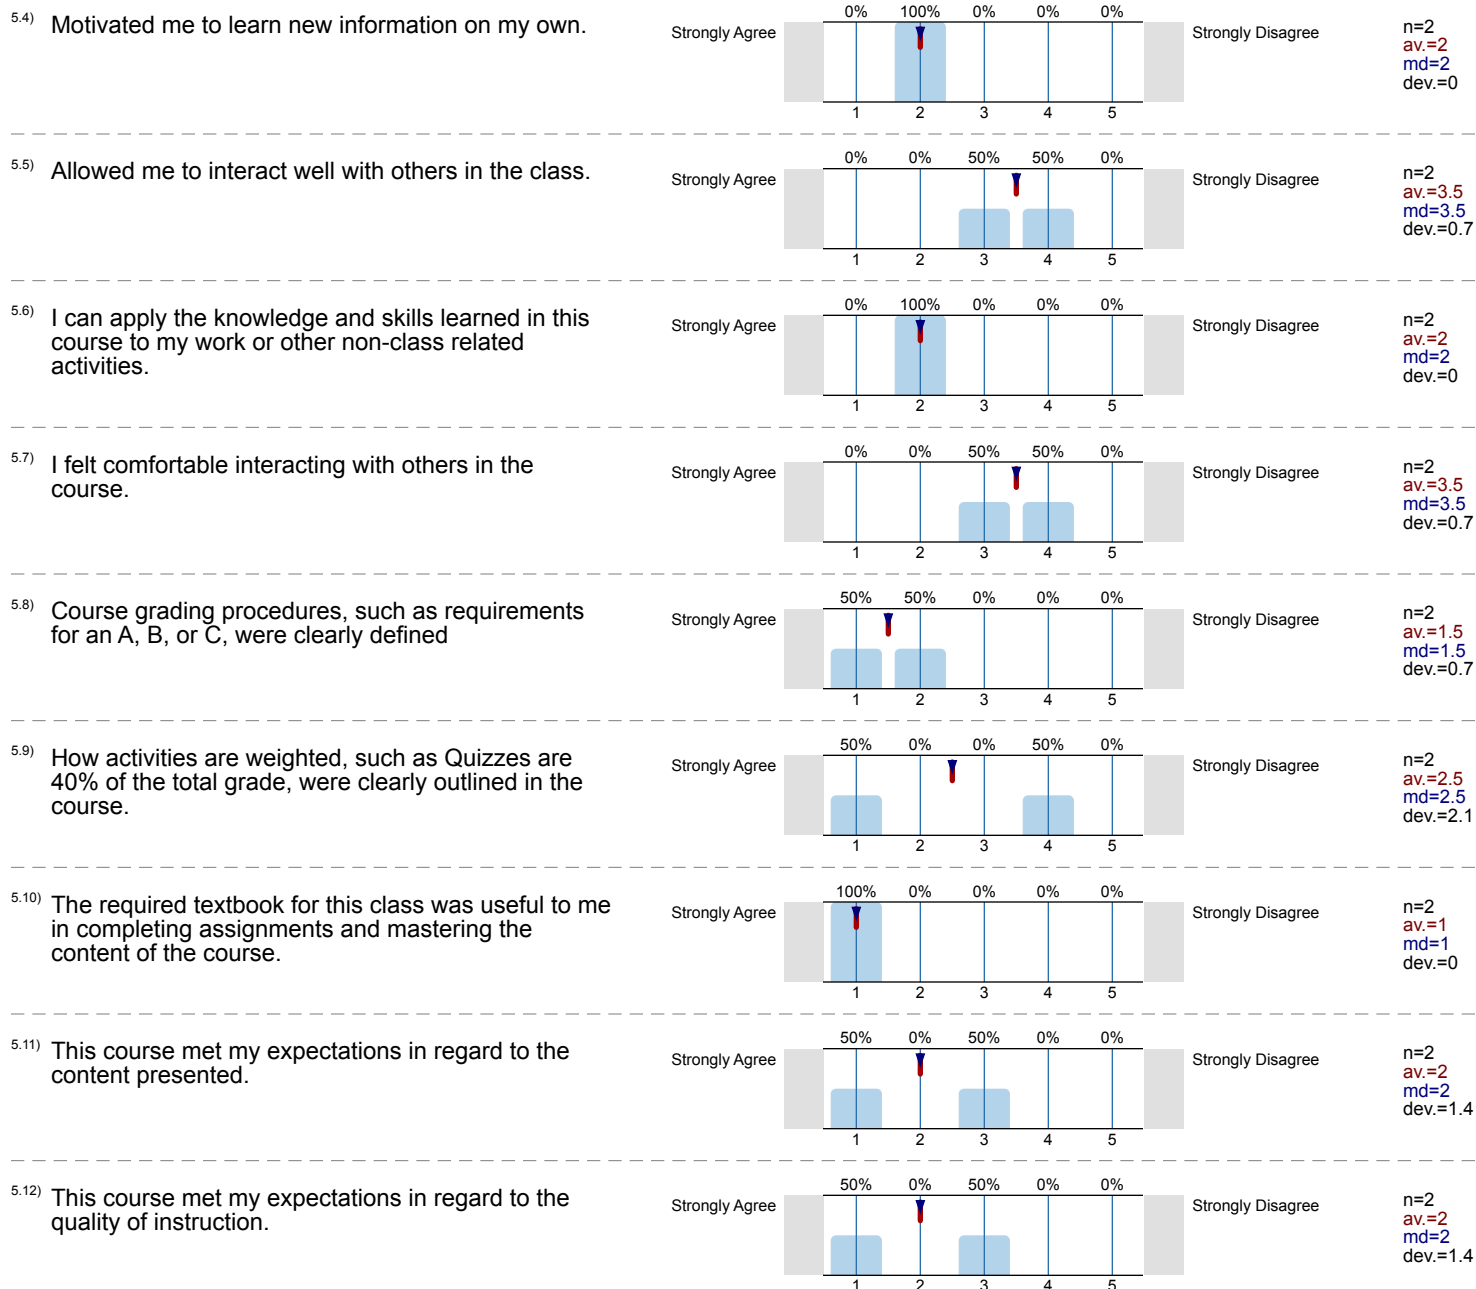 5.4) Motivated me to learn new information on my own.
0% 100% 0% 0% 0%
Strongly Agree
Strongly Disagree
1 2 3 4 5
n=2
av.=2
md=2
dev.=0
5.5) Allowed me to interact well with others in the class.
0% 0% 50% 50% 0%
Strongly Agree
Strongly Disagree
1 2 3 4 5
n=2
av.=3.5
md=3.5
dev.=0.7
5.6) I can apply the knowledge and skills learned in this
course to my work or other non-class related
activities.
0% 100% 0% 0% 0%
Strongly Agree
Strongly Disagree
1 2 3 4 5
n=2
av.=2
md=2
dev.=0
5.7) I felt comfortable interacting with others in the
course.
0% 0% 50% 50% 0%
Strongly Agree
Strongly Disagree
1 2 3 4 5
n=2
av.=3.5
md=3.5
dev.=0.7
5.8) Course grading procedures, such as requirements
for an A, B, or C, were clearly defined
50% 50% 0% 0% 0%
Strongly Agree
Strongly Disagree
1 2 3 4 5
n=2
av.=1.5
md=1.5
dev.=0.7
5.9) How activities are weighted, such as Quizzes are
40% of the total grade, were clearly outlined in the
course.
50% 0% 0% 50% 0%
Strongly Agree
Strongly Disagree
1 2 3 4 5
n=2
av.=2.5
md=2.5
dev.=2.1
5.10) The required textbook for this class was useful to me
in completing assignments and mastering the
content of the course.
100% 0% 0% 0% 0%
Strongly Agree
Strongly Disagree
1 2 3 4 5
n=2
av.=1
md=1
dev.=0
5.11) This course met my expectations in regard to the
content presented.
50% 0% 50% 0% 0%
Strongly Agree
Strongly Disagree
1 2 3 4 5
n=2
av.=2
md=2
dev.=1.4
5.12) This course met my expectations in regard to the
quality of instruction.
50% 0% 50% 0% 0%
Strongly Agree
Strongly Disagree
1 2 3 4 5
n=2
av.=2
md=2
dev.=1.4